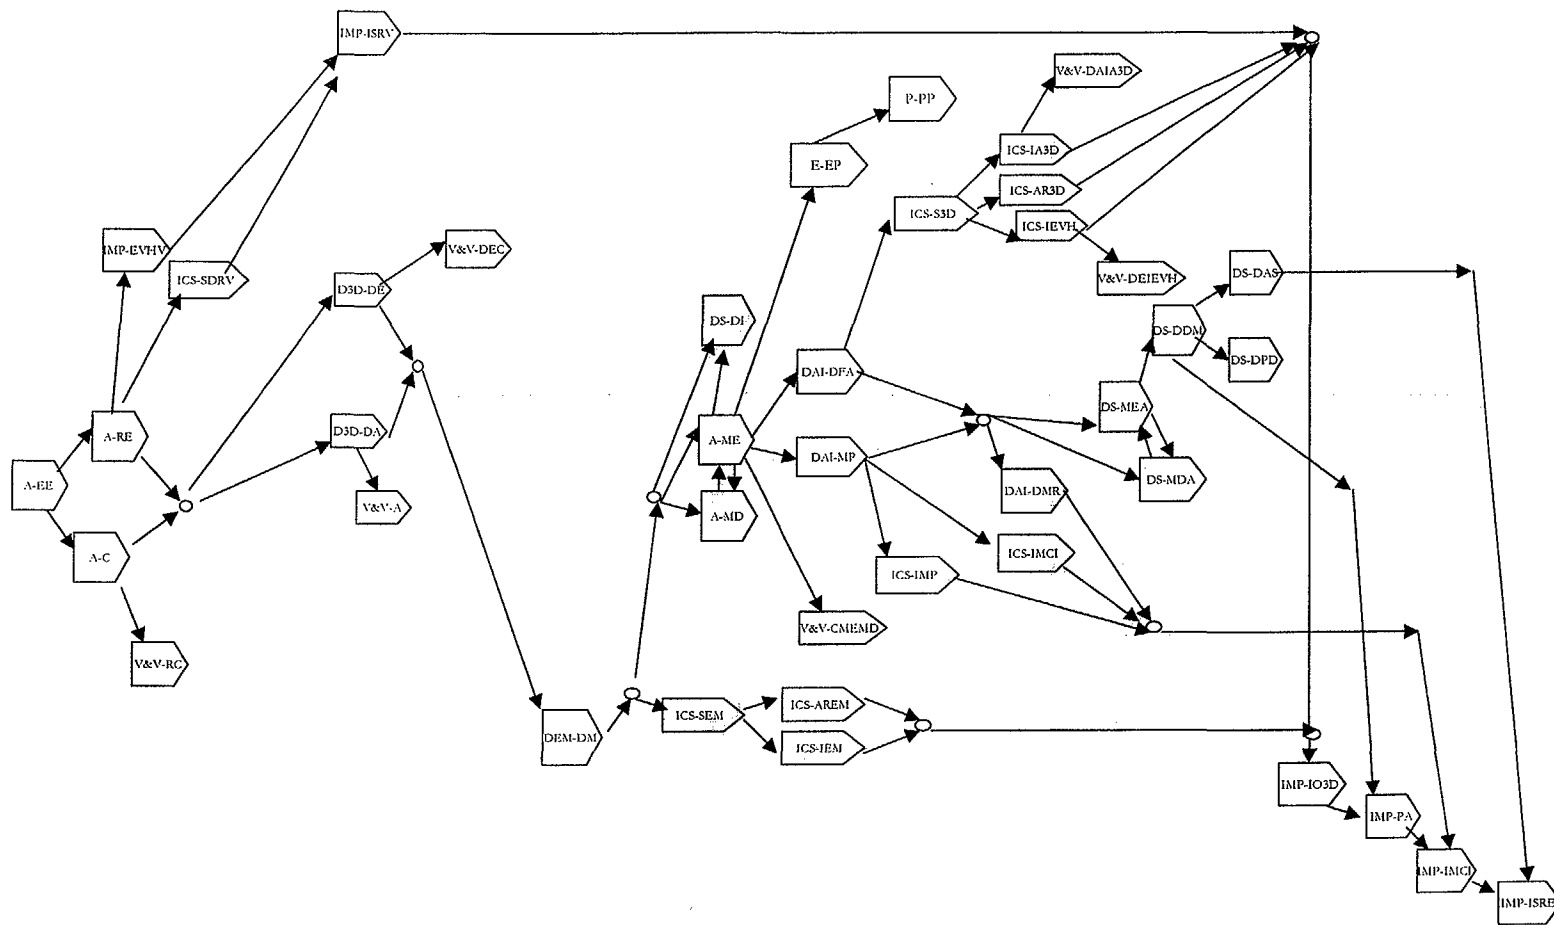 IMP-ISRV
V&V-DAIA3D
P-PP
ICS-IA3D
E-EP
ICS-AR3D
ICS-S3D
ICS-IEVH
IMP-EVHV
V&V-DEC
ICS-SDRV
V&V-DEIEVH
DS-DAS
D3D-DE
DS-DI
DS-DDM
DS-DPD
DAI-DFA
DS-MEA
A-RE
D3D-DA
A-ME
DAI-MP
A-EE
DS-MDA
DAI-DMR
V&V-A
A-MD
A-C
ICS-IMCI
ICS-IMP
V&V-CMEMD
V&V-RC
ICS-AREM
ICS-SEM
DEM-DM
ICS-IEM
IMP-IO3D
IMP-PA
IMP-IMCI
IMP-ISRE